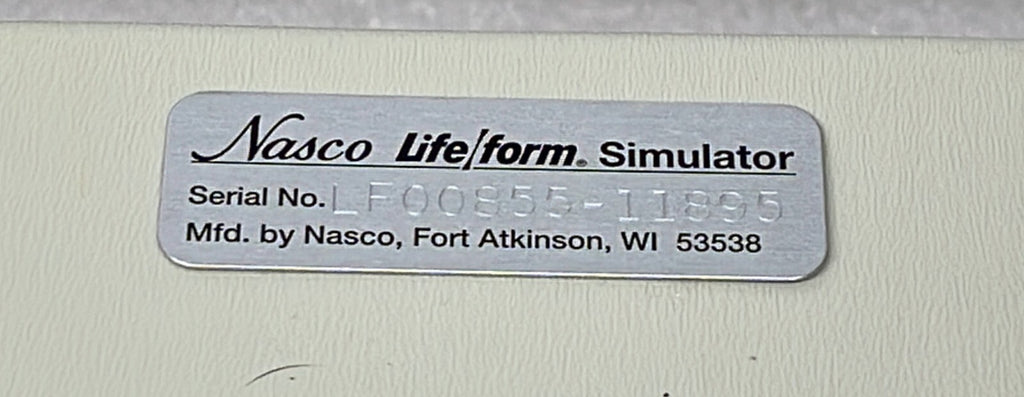 Nasco Life/form® Simulator
Serial No. LF00855-11895
Mfd. by Nasco, Fort Atkinson, WI 53538